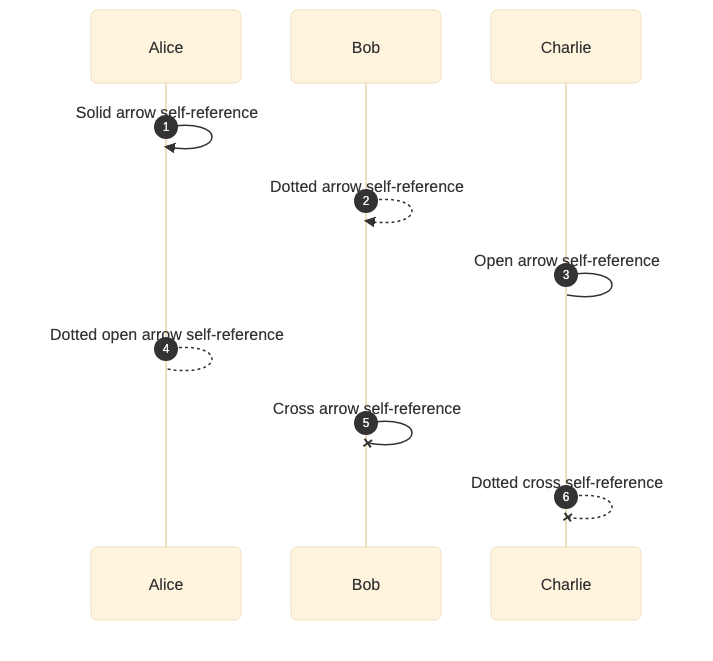 Alice
Bob
Charlie
Solid arrow self-reference
1
Dotted arrow self-reference
2
Open arrow self-reference
3
Dotted open arrow self-reference
4
Cross arrow self-reference
5
Dotted cross self-reference
6
Alice
Bob
Charlie